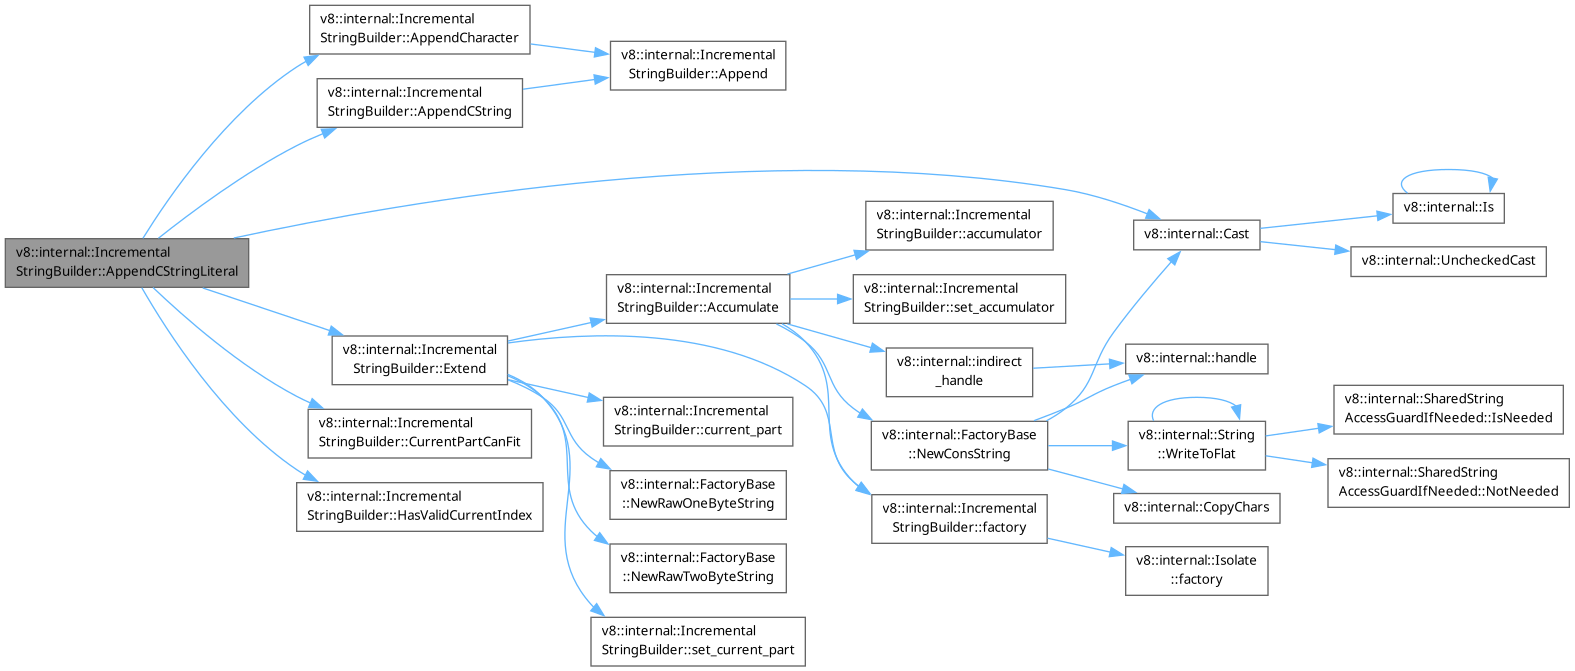 v8::internal::Incremental
StringBuilder::AppendCStringLiteral
v8::internal::Incremental
StringBuilder::AppendCharacter
v8::internal::Incremental
StringBuilder::AppendCString
v8::internal::Incremental
StringBuilder::Append
v8::internal::Incremental
StringBuilder::Extend
v8::internal::Incremental
StringBuilder::CurrentPartCanFit
v8::internal::Incremental
StringBuilder::HasValidCurrentIndex
v8::internal::Incremental
StringBuilder::Accumulate
v8::internal::Incremental
StringBuilder::current_part
v8::internal::FactoryBase
::NewRawOneByteString
v8::internal::FactoryBase
::NewRawTwoByteString
v8::internal::Incremental
StringBuilder::set_current_part
v8::internal::Incremental
StringBuilder::accumulator
v8::internal::Incremental
StringBuilder::set_accumulator
v8::internal::indirect
_handle
v8::internal::FactoryBase
::NewConsString
v8::internal::Incremental
StringBuilder::factory
v8::internal::Cast
v8::internal::handle
v8::internal::String
::WriteToFlat
v8::internal::CopyChars
v8::internal::Isolate
::factory
v8::internal::Is
v8::internal::UncheckedCast
v8::internal::SharedString
AccessGuardIfNeeded::IsNeeded
v8::internal::SharedString
AccessGuardIfNeeded::NotNeeded